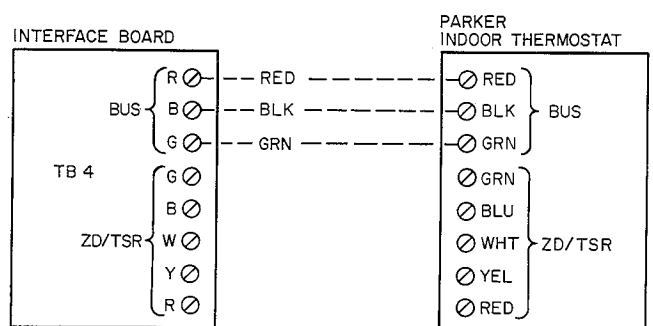 PARKER
INTERFACE BOARD INDOOR THERMOSTAT
R RED RED
BUS B BLK BLK BUS
G GRN GRN
TB 4 G GRN
B BLU
ZD/TSR W WHT ZD/TSR
Y YEL
R RED